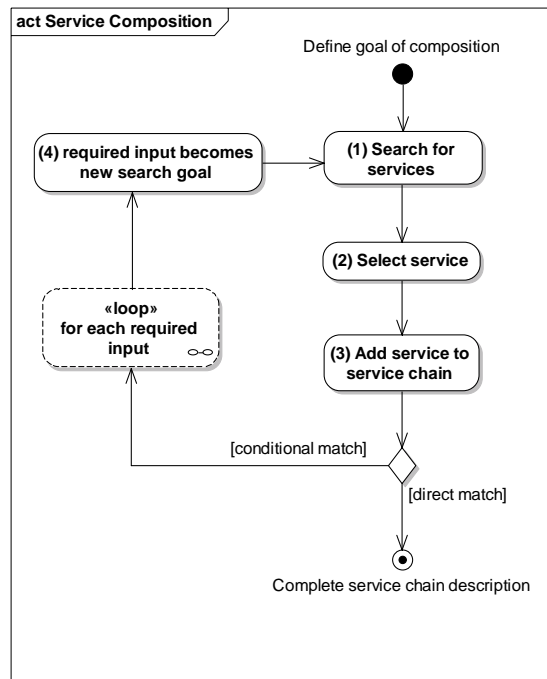 act Service Composition
Define goal of composition
(4) required input becomes
new search goal
(1) Search for
services
(2) Select service
«loop»
for each required
input
(3) Add service to
service chain
[conditional match]
[direct match]
Complete service chain description